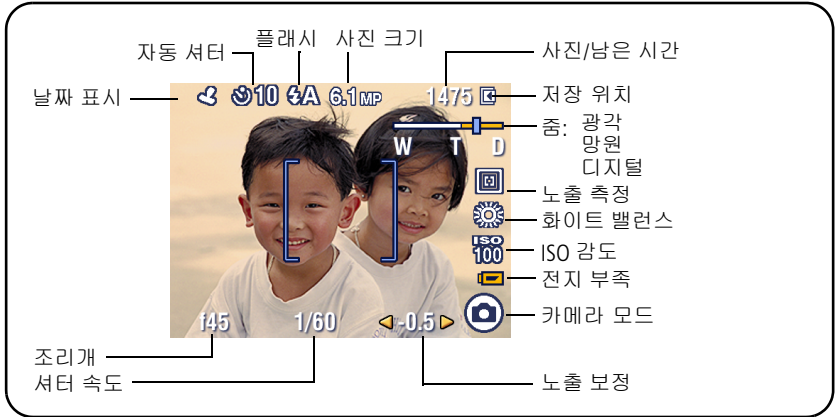 플래시
사진 크기
자동 셔터
사진/남은 시간
날짜 표시
10
A
6.1 MP
1475
저장 위치
줌: 광각
망원
디지털
W T D
노출 측정
화이트 밸런스
ISO
100
ISO 감도
전지 부족
카메라 모드
f45
1/60
-0.5
조리개
셔터 속도
노출 보정